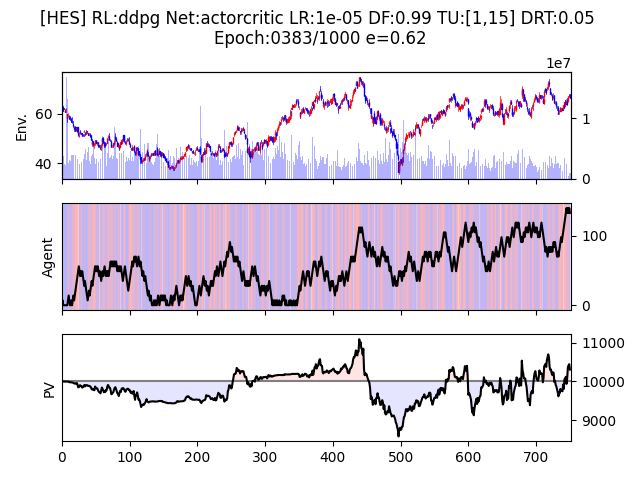 [HES] RL:ddpg Net:actorcritic LR:1e-05 DF:0.99 TU:[1,15] DRT:0.05
Epoch:0383/1000 e=0.62
1e7
Env.
60
40
1
0
Agent
100
0
PV
11000
10000
9000
0 100 200 300 400 500 600 700